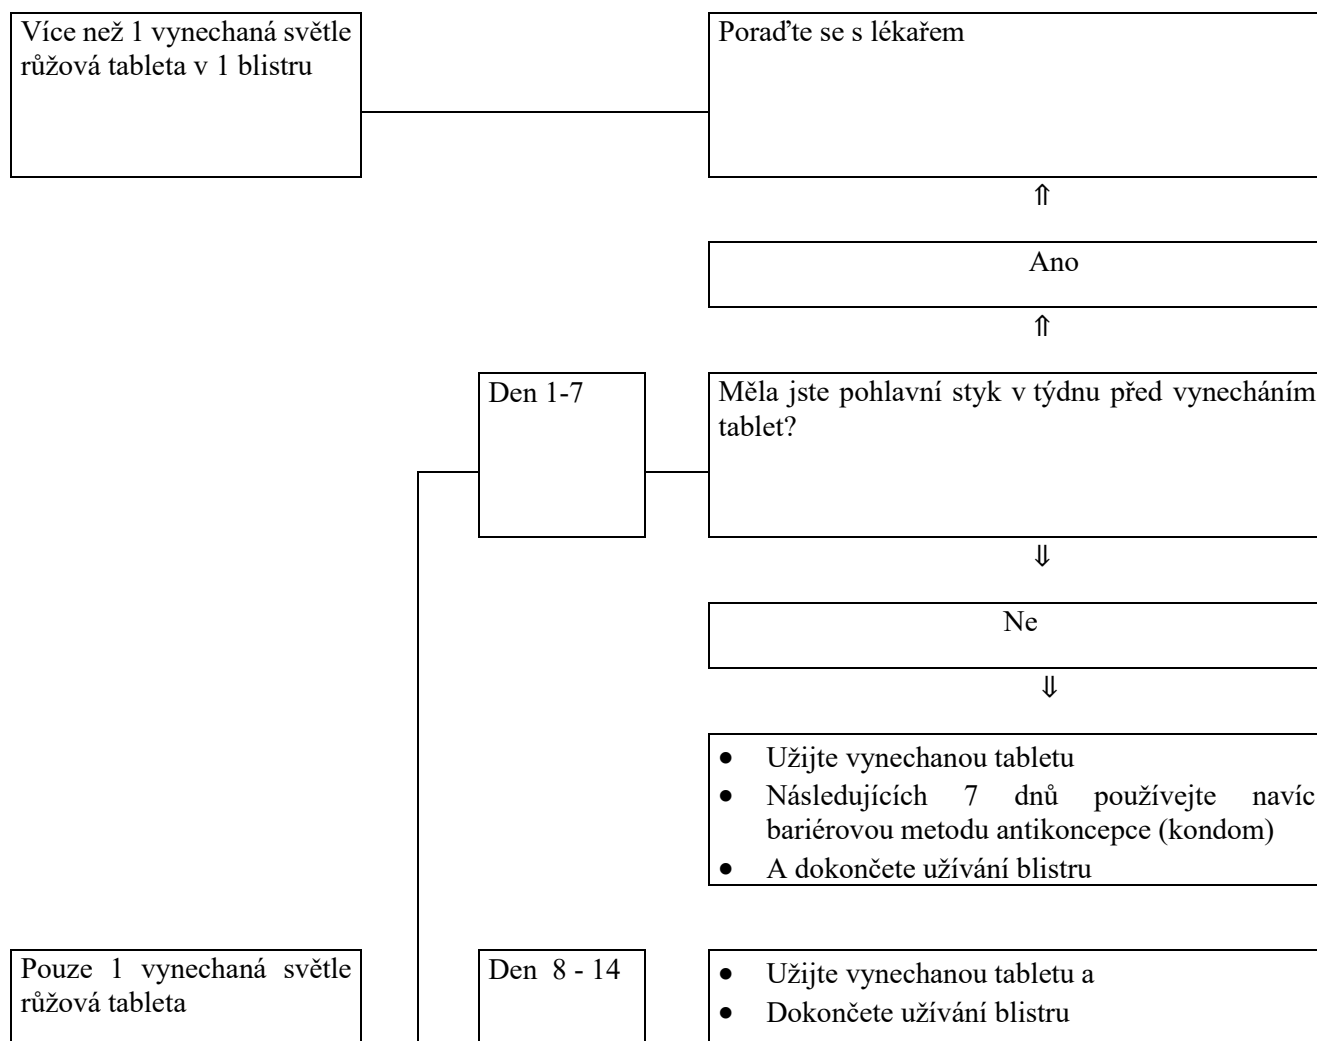 Více než 1 vynechaná světle
růžová tableta v 1 blistru
Poraďte se s lékařem
⇑
Ano
⇑
Den 1-7
Měla jste pohlavní styk v týdnu před vynecháním
tablet?
⇓
Ne
⇓
• Užijte vynechanou tabletu
• Následujících 7 dnů používejte navíc
bariérovou metodu antikoncepce (kondom)
• A dokončete užívání blistru
Pouze 1 vynechaná světle
růžová tableta
Den 8 - 14
• Užijte vynechanou tabletu a
• Dokončete užívání blistru